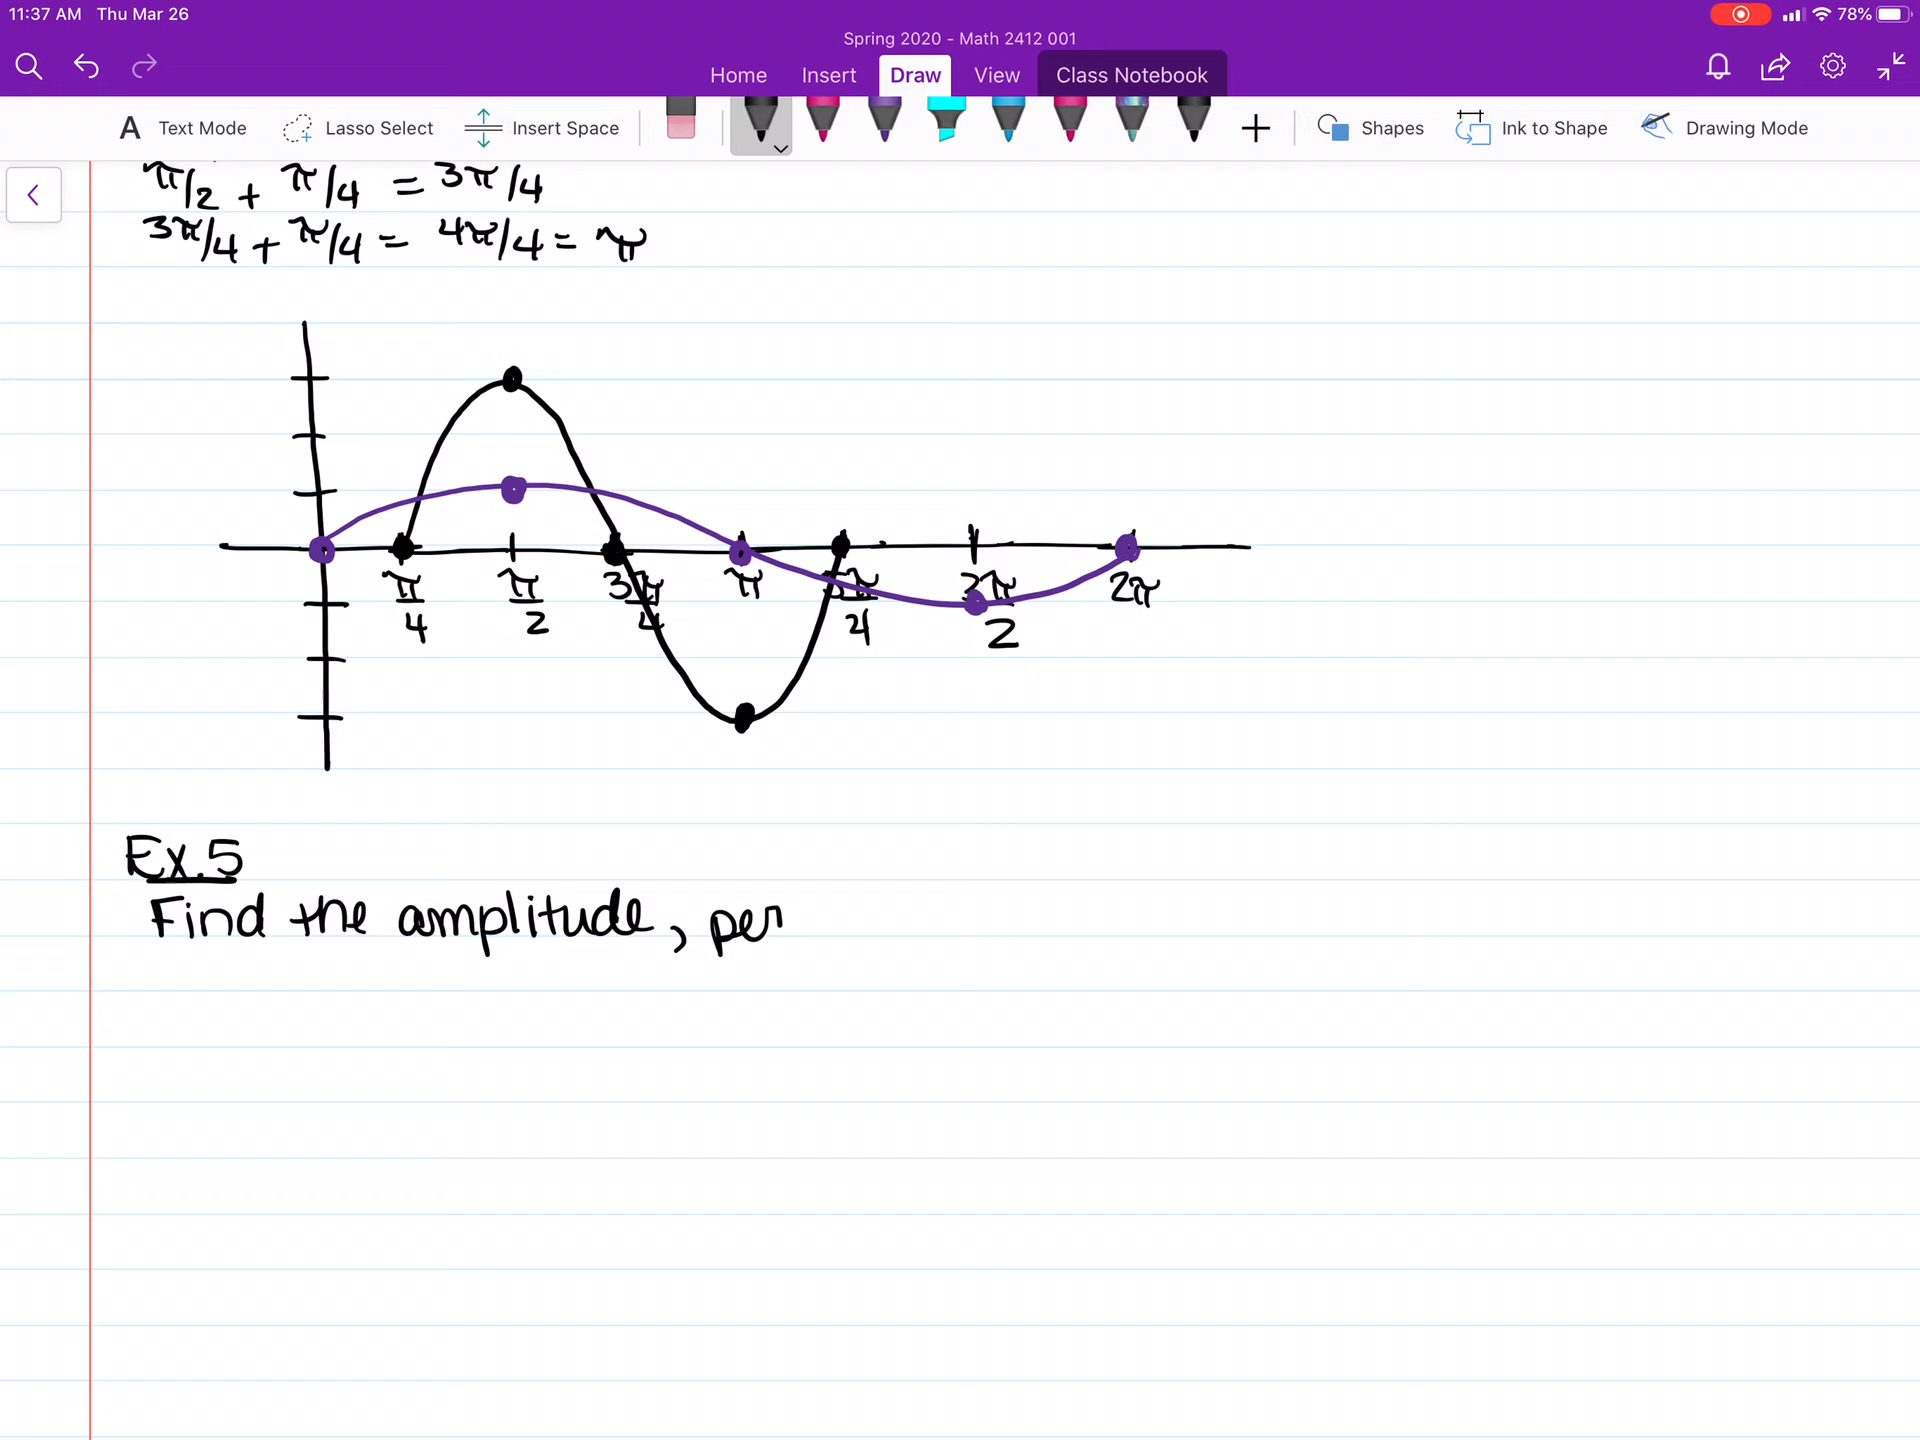 11:37 AM Thu Mar 26
78%
Spring 2020 - Math 2412 001
Home Insert Draw View Class Notebook
A Text Mode Lasso Select Insert Space Shapes Ink to Shape Drawing Mode
π/2 + π/4 = 3π/4
3π/4 + π/4 = 4π/4 = π
π/4 π/2 3π/4 π 5π/4 3π/2 2π
Ex.5
Find the amplitude, per